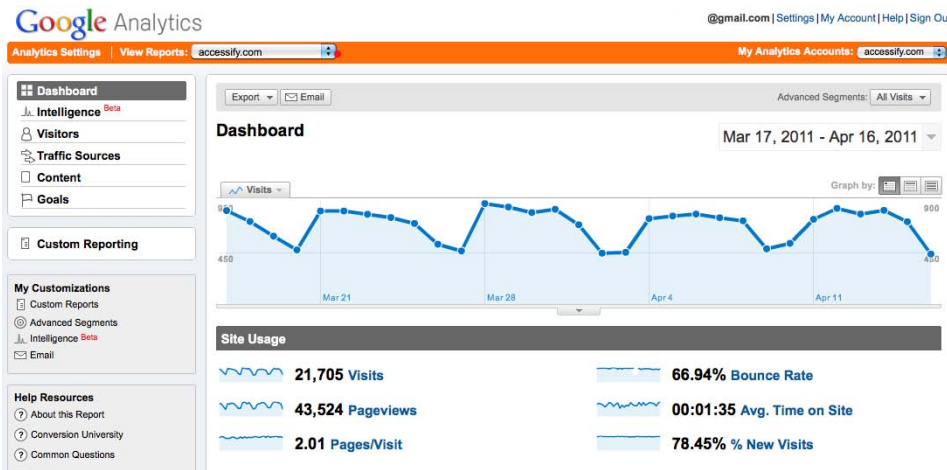 Google Analytics
@gmail.com | Settings | My Account | Help | Sign Ou
Analytics Settings | View Reports: accessify.com
My Analytics Accounts: accessify.com
Dashboard
Intelligence Beta
Visitors
Traffic Sources
Content
Goals
Custom Reporting
My Customizations
Custom Reports
Advanced Segments
Intelligence Beta
Email
Help Resources
About this Report
Conversion University
Common Questions
Export
Email
Advanced Segments: All Visits
Dashboard
Mar 17, 2011 - Apr 16, 2011
Visits
Graph by:
900
450
450
Mar 21
Mar 28
Apr 4
Apr 11
Site Usage
21,705 Visits
66.94% Bounce Rate
43,524 Pageviews
00:01:35 Avg. Time on Site
2.01 Pages/Visit
78.45% % New Visits